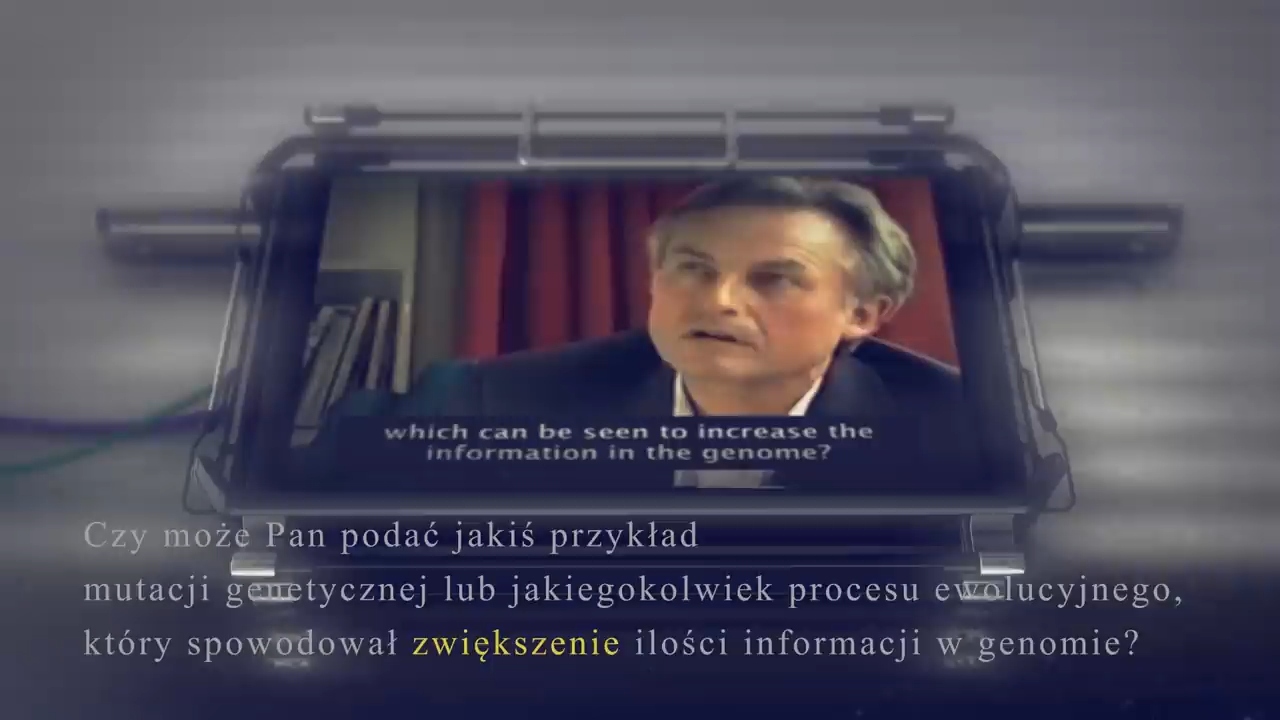 which can be seen to increase the
information in the genome?
Czy może Pan podać jakiś przykład
mutacji genetycznej lub jakiegokolwiek procesu ewolucyjnego,
który spowodował zwiększenie ilości informacji w genomie?